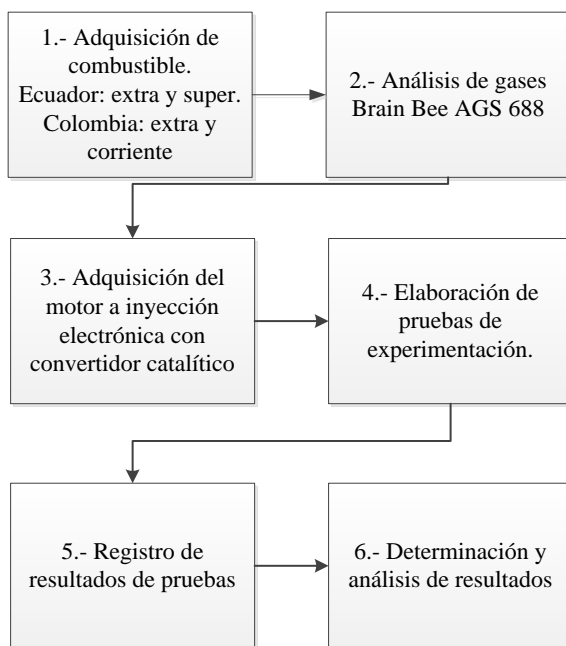 1.- Adquisición de
combustible.
Ecuador: extra y super.
Colombia: extra y
corriente
2.- Análisis de gases
Brain Bee AGS 688
3.- Adquisición del
motor a inyección
electrónica con
convertidor catalítico
4.- Elaboración de
pruebas de
experimentación.
5.- Registro de
resultados de pruebas
6.- Determinación y
análisis de resultados